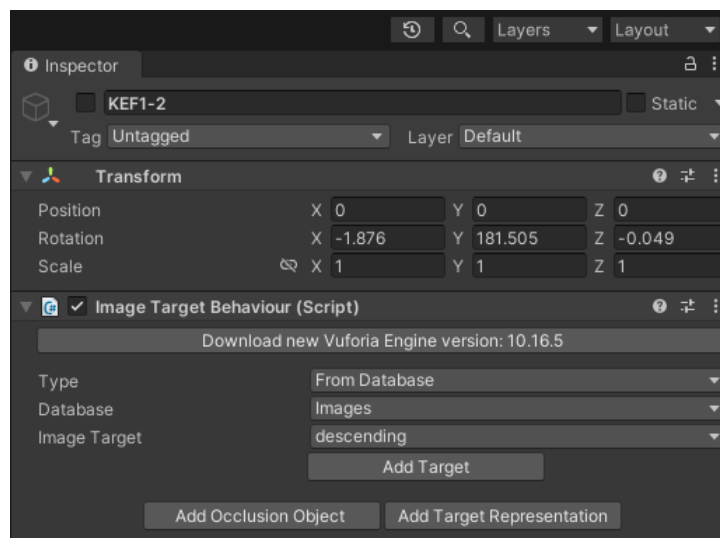 Layers Layout
Inspector
KEF1-2 Static
Tag Untagged Layer Default
Transform
Position X 0 Y 0 Z 0
Rotation X -1.876 Y 181.505 Z -0.049
Scale X 1 Y 1 Z 1
# Image Target Behaviour (Script)
Download new Vuforia Engine version: 10.16.5
Type From Database
Database Images
Image Target descending
Add Target
Add Occlusion Object Add Target Representation